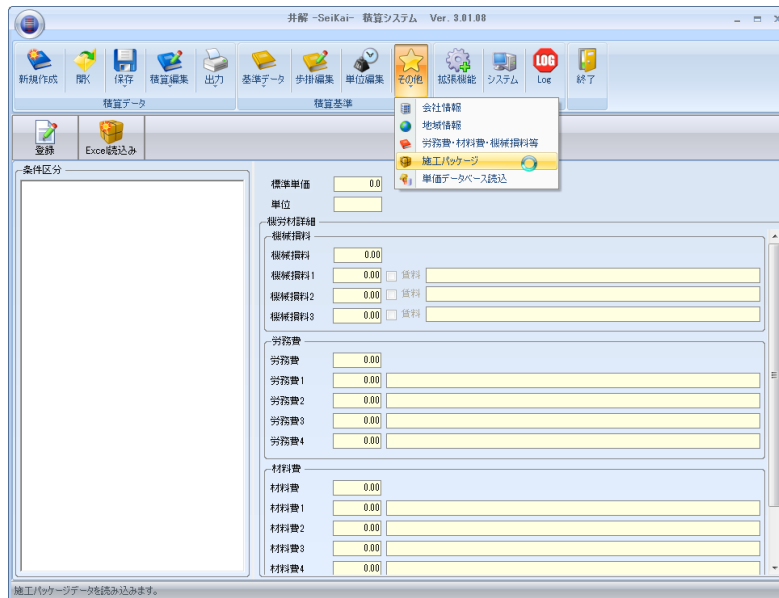 井解 -SeiKai- 積算システム Ver. 3.01.08
新規作成 開く 保存 積算編集 出力 基準データ 歩掛編集 単位編集 その他 拡張機能 システム Log 終了
積算データ 積算基準
会社情報
地域情報
労務費・材料費・機械損料等
施工パッケージ
単価データベース読込
登録 Excel読込み
条件区分
標準単価 0.0
単位
機労材詳細
機械損料
機械損料 0.00
機械損料1 0.00 賃料
機械損料2 0.00 賃料
機械損料3 0.00 賃料
労務費
労務費 0.00
労務費1 0.00
労務費2 0.00
労務費3 0.00
労務費4 0.00
材料費
材料費 0.00
材料費1 0.00
材料費2 0.00
材料費3 0.00
材料費4 0.00
施工パッケージデータを読み込みます。